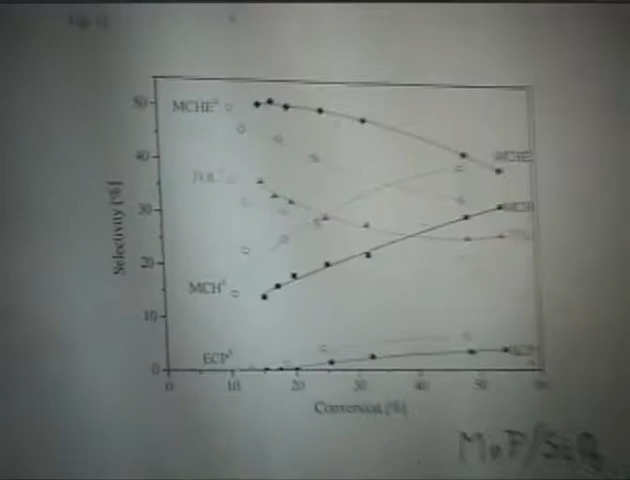 50
MCHE
MCHE
40
TOL
30
MCH
20
MCH
10
ECP
0
0 10 20 30 40 50 60
Selectivity [%]
Conversion [%]
MoP/SiO₂